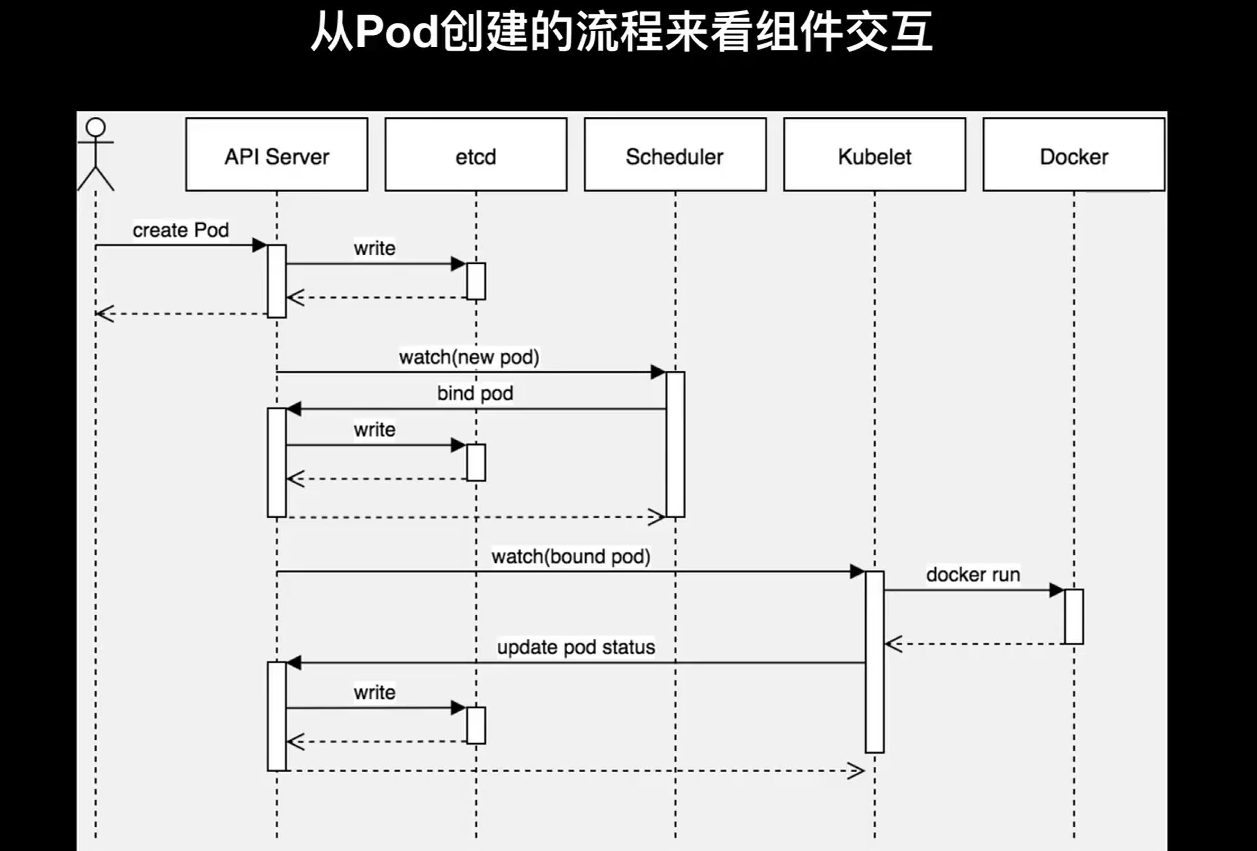 从Pod创建的流程来看组件交互
API Server
etcd
Scheduler
Kubelet
Docker
create Pod
write
watch(new pod)
bind pod
write
watch(bound pod)
docker run
update pod status
write